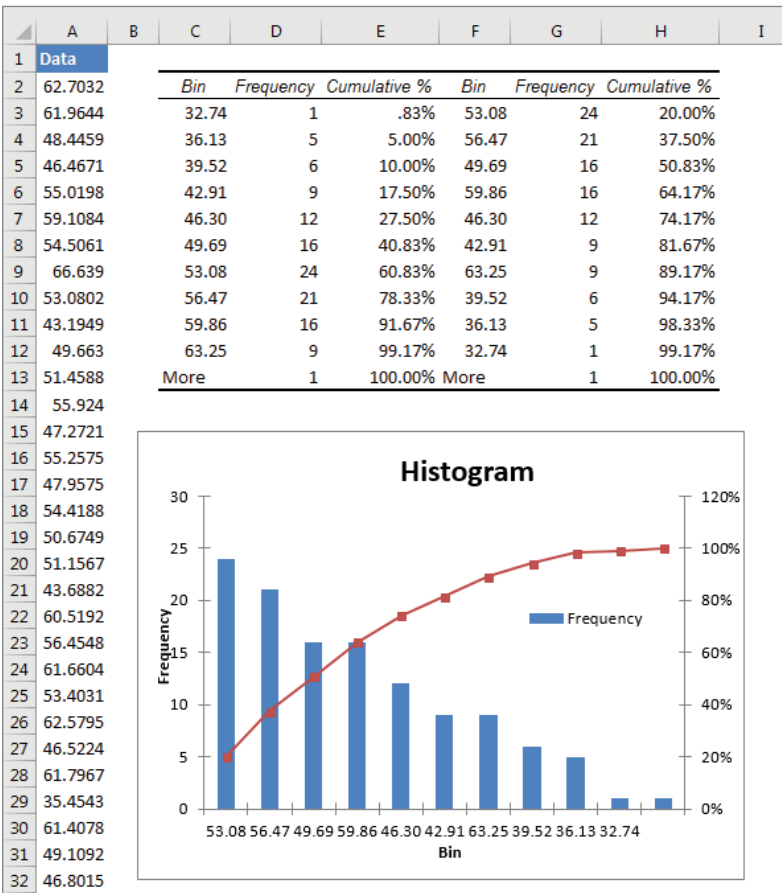 A B C D E F G H I
1 Data
2 62.7032 Bin Frequency Cumulative % Bin Frequency Cumulative %
3 61.9644 32.74 1 .83% 53.08 24 20.00%
4 48.4459 36.13 5 5.00% 56.47 21 37.50%
5 46.4671 39.52 6 10.00% 49.69 16 50.83%
6 55.0198 42.91 9 17.50% 59.86 16 64.17%
7 59.1084 46.30 12 27.50% 46.30 12 74.17%
8 54.5061 49.69 16 40.83% 42.91 9 81.67%
9 66.639 53.08 24 60.83% 63.25 9 89.17%
10 53.0802 56.47 21 78.33% 39.52 6 94.17%
11 43.1949 59.86 16 91.67% 36.13 5 98.33%
12 49.663 63.25 9 99.17% 32.74 1 99.17%
13 51.4588 More 1 100.00% More 1 100.00%
14 55.924
15 47.2721
16 55.2575
17 47.9575
18 54.4188
19 50.6749
20 51.1567
21 43.6882
22 60.5192
23 56.4548
24 61.6604
25 53.4031
26 62.5795
27 46.5224
28 61.7967
29 35.4543
30 61.4078
31 49.1092
32 46.8015
Histogram
30 120%
25 100%
20 80%
Frequency
15 60%
10 40%
5 20%
0 0%
Frequency
53.08 56.47 49.69 59.86 46.30 42.91 63.25 39.52 36.13 32.74
Bin